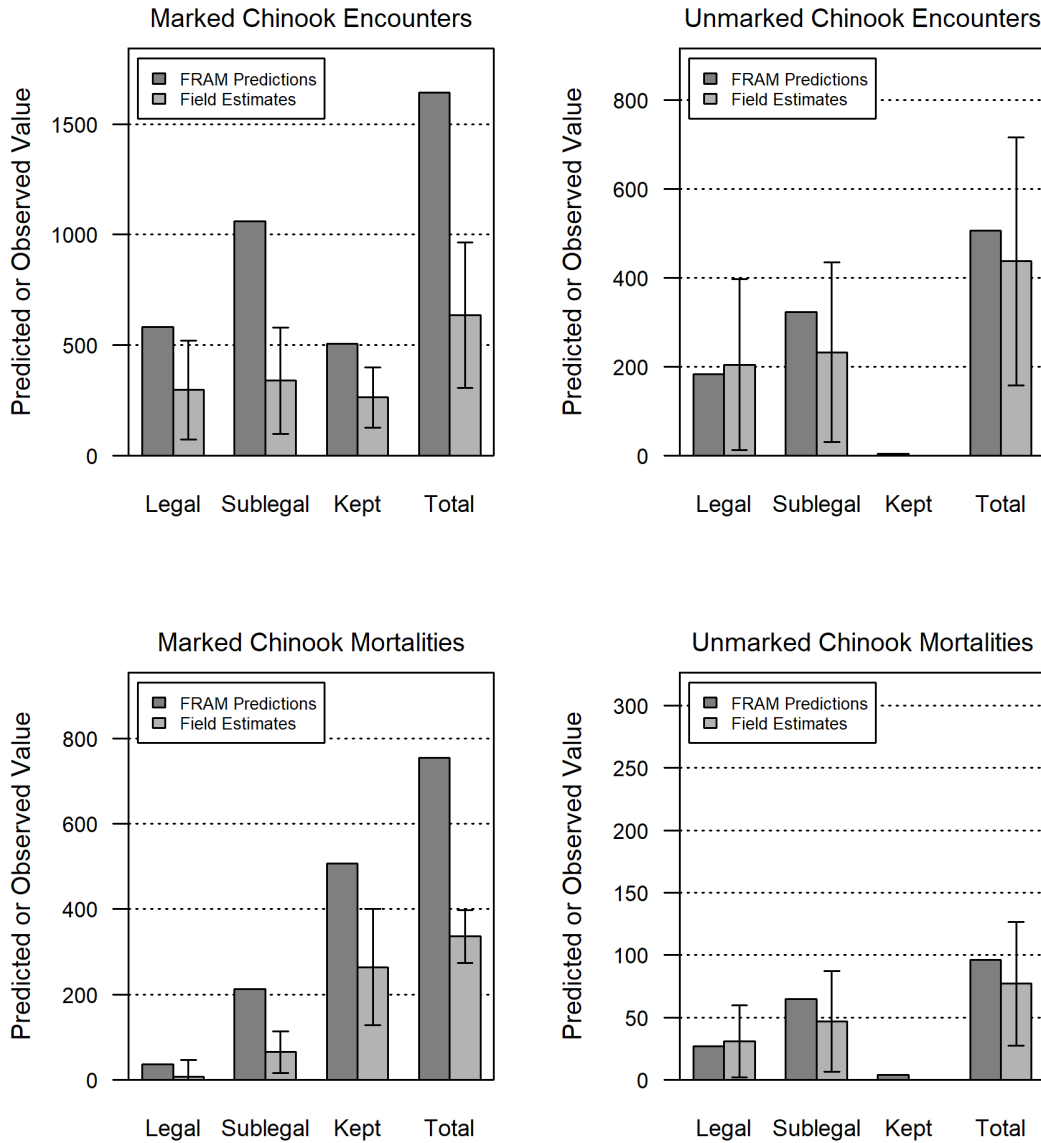 Marked Chinook Encounters
Predicted or Observed Value
FRAM Predictions
Field Estimates
1500
1000
500
0
Legal Sublegal Kept Total
Unmarked Chinook Encounters
Predicted or Observed Value
FRAM Predictions
Field Estimates
800
600
400
200
0
Legal Sublegal Kept Total
Marked Chinook Mortalities
Predicted or Observed Value
FRAM Predictions
Field Estimates
800
600
400
200
0
Legal Sublegal Kept Total
Unmarked Chinook Mortalities
Predicted or Observed Value
FRAM Predictions
Field Estimates
300
250
200
150
100
50
0
Legal Sublegal Kept Total